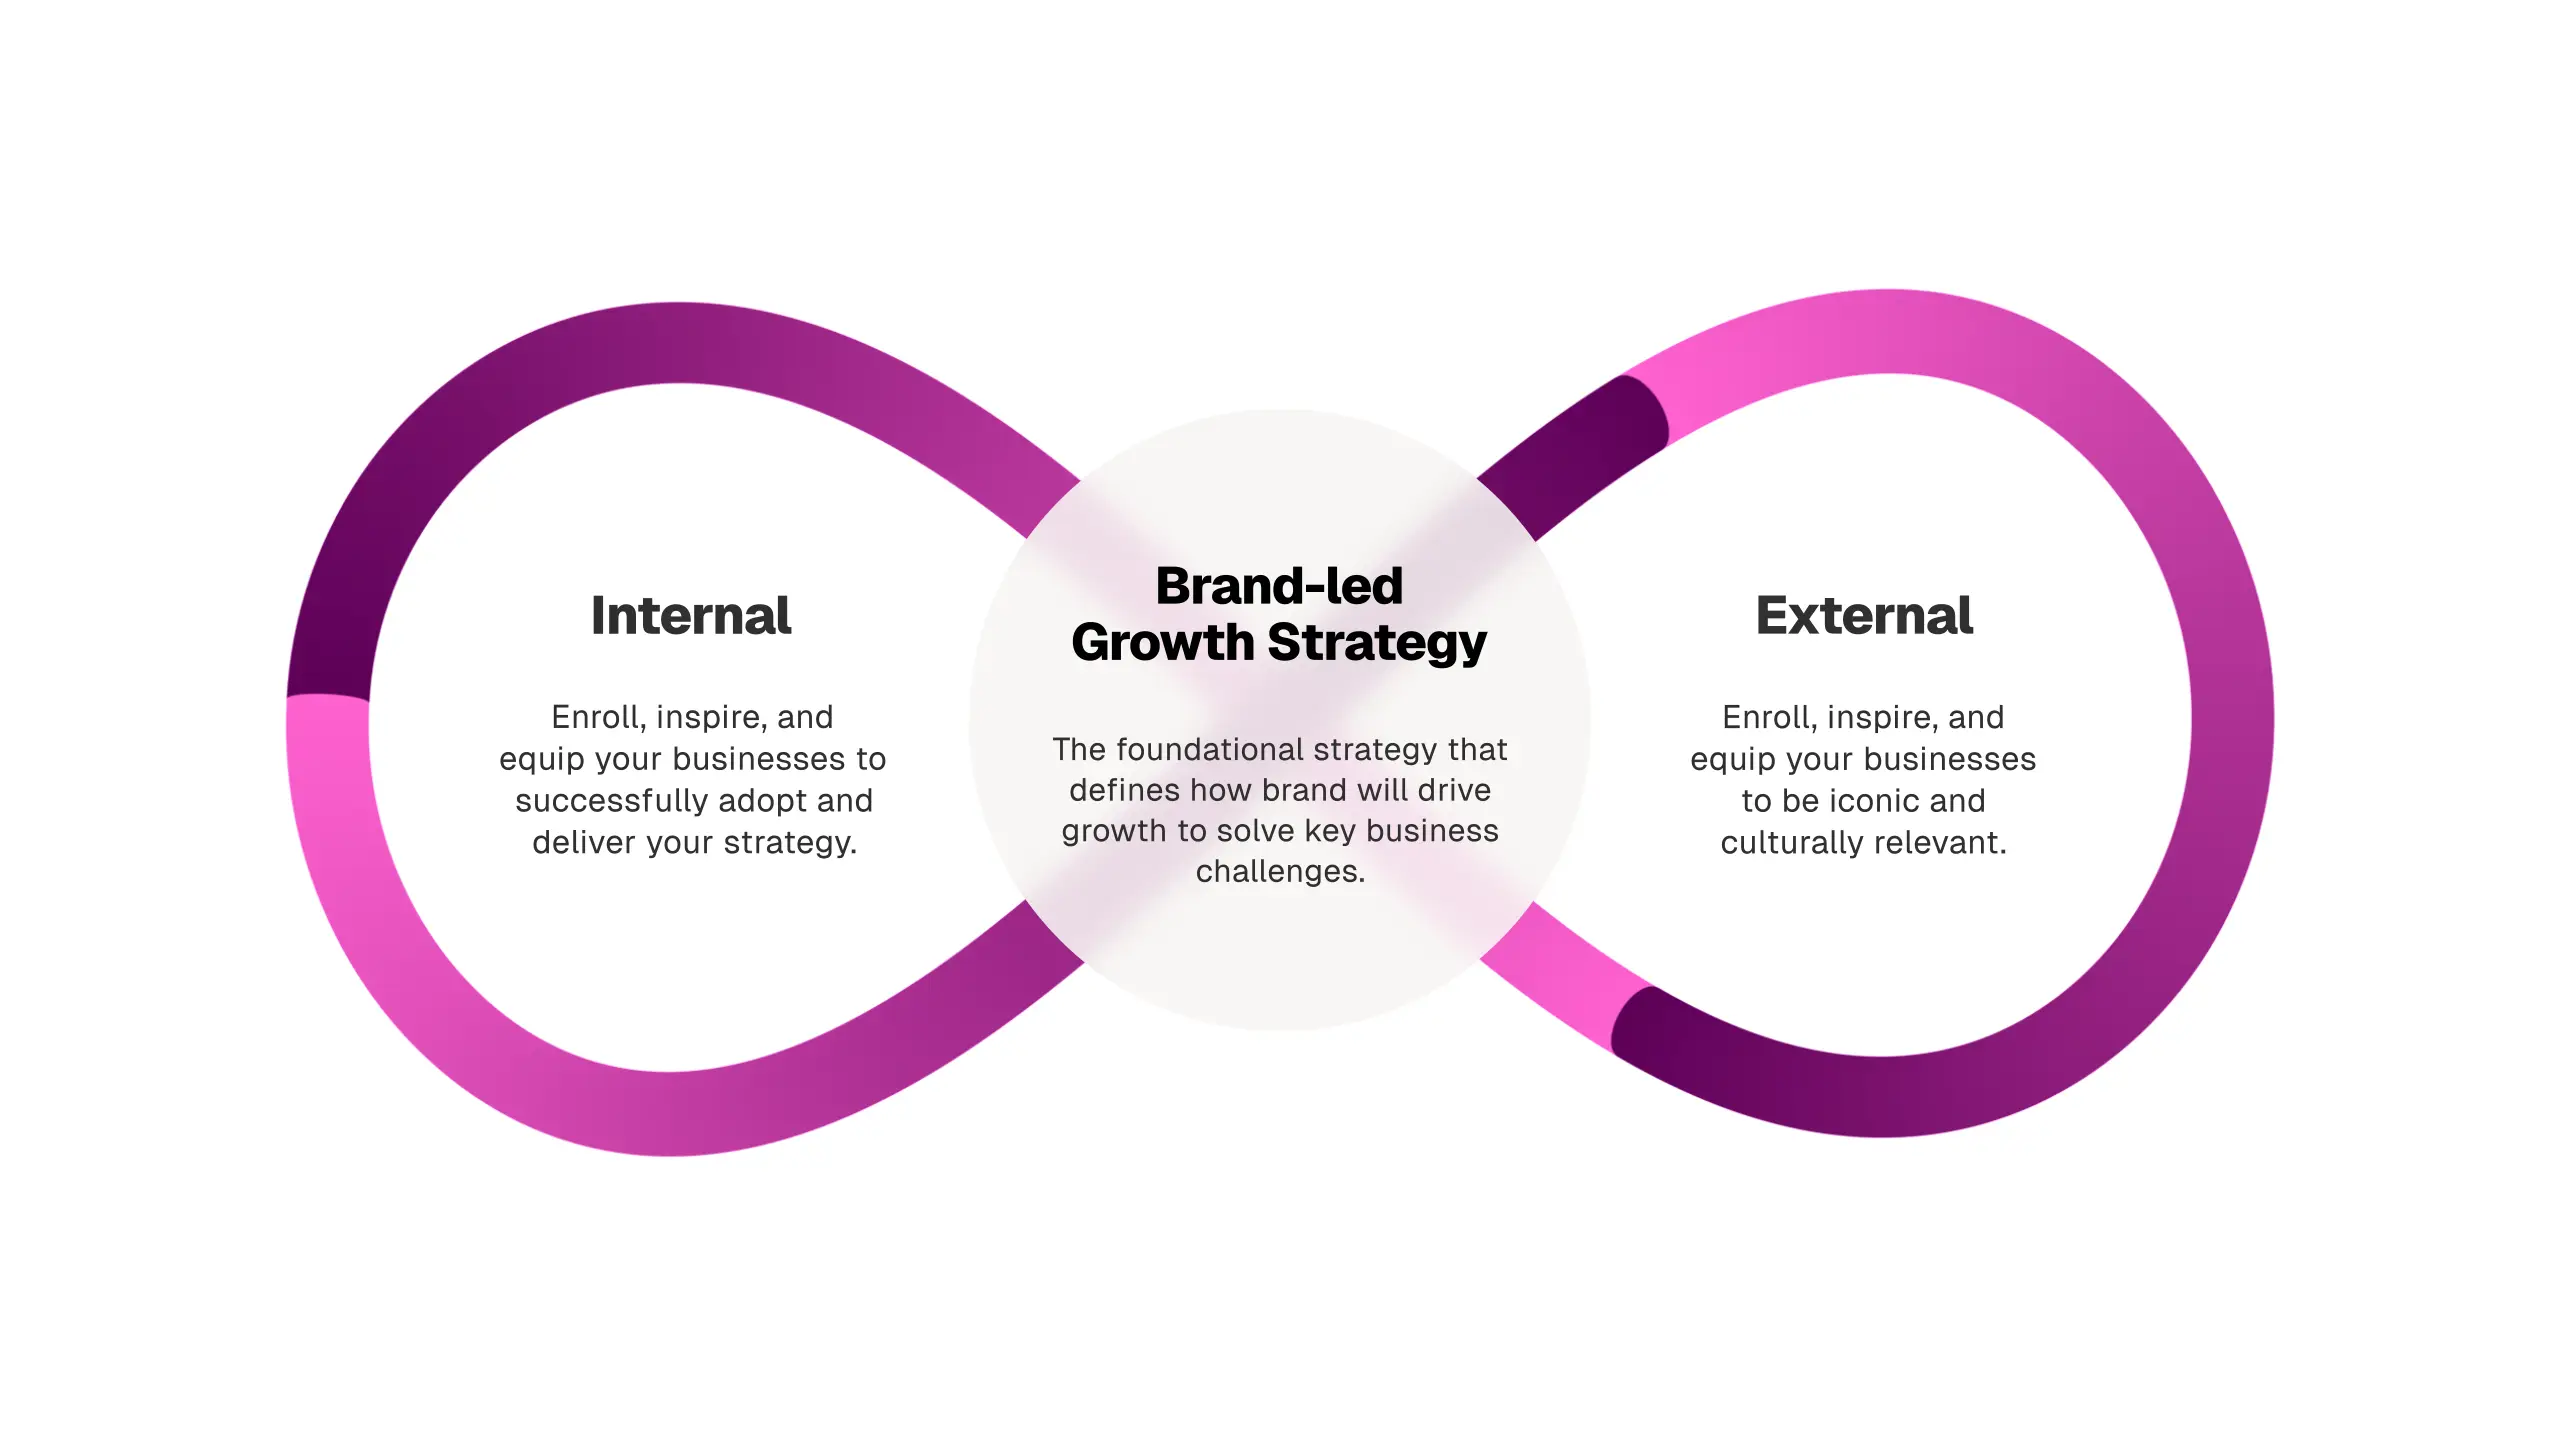 Internal
Enroll, inspire, and
equip your businesses to
successfully adopt and
deliver your strategy.
Brand-led
Growth Strategy
The foundational strategy that
defines how brand will drive
growth to solve key business
challenges.
External
Enroll, inspire, and
equip your businesses
to be iconic and
culturally relevant.